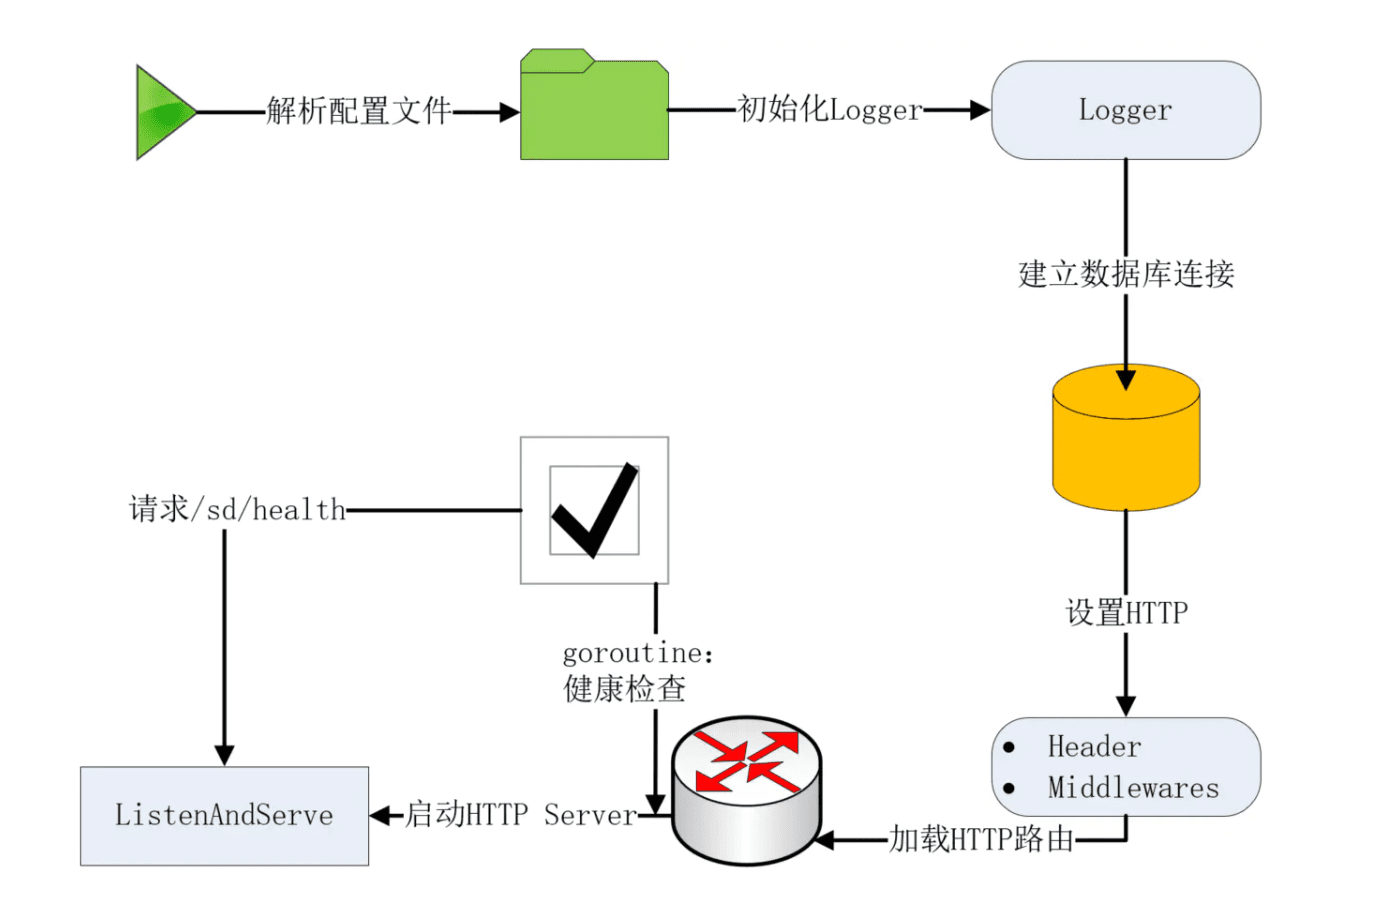 解析配置文件
初始化Logger
Logger
建立数据库连接
请求/sd/health
设置HTTP
goroutine：
健康检查
Header
Middlewares
ListenAndServe
启动HTTP Server
加载HTTP路由